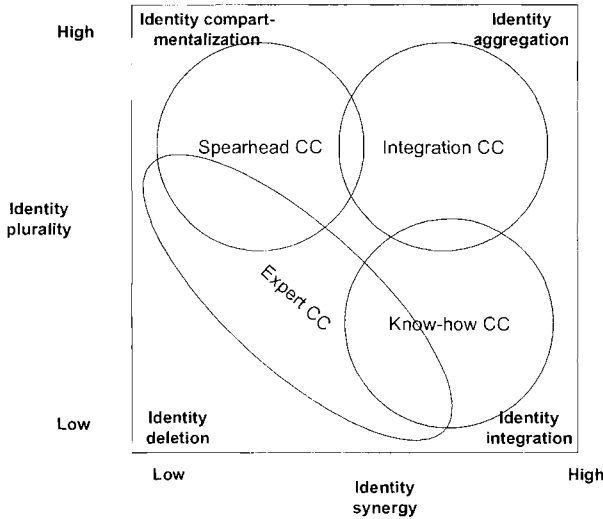 High
Identity compart-
mentalization
Identity
aggregation
Spearhead CC
Integration CC
Identity
plurality
Expert CC
Know-how CC
Low
Identity
deletion
Identity
integration
Low
High
Identity
synergy